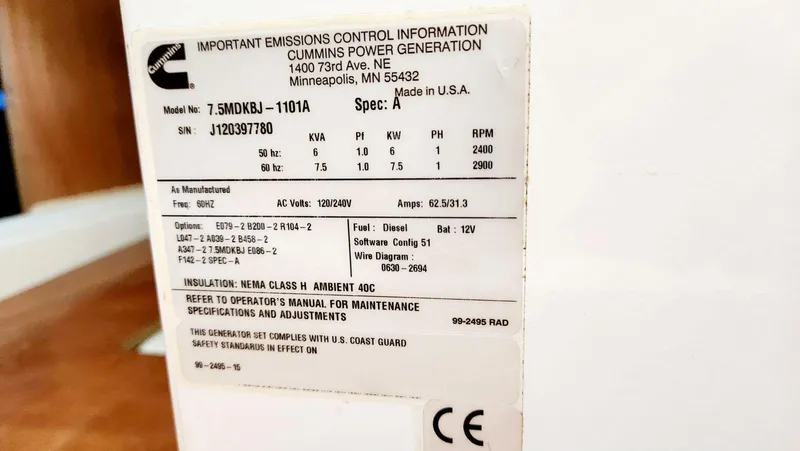 Cummins
IMPORTANT EMISSIONS CONTROL INFORMATION
CUMMINS POWER GENERATION
1400 73rd Ave. NE
Minneapolis, MN 55432
Made in U.S.A.
Model No: 7.5MDKBJ-1101A Spec: A
S/N : J120397780
KVA Pf KW PH RPM
50 hz: 6 1.0 6 1 2400
60 hz: 7.5 1.0 7.5 1 2900
As Manufactured
Freq: 60HZ AC Volts: 120/240V Amps: 62.5/31.3
Options: E079-2 B200-2 R104-2
L047-2 A039-2 B458-2
A347-2 7.5MDKBJ E086-2
F142-2 SPEC-A
Fuel : Diesel Bat : 12V
Software Config 51
Wire Diagram :
0630-2694
INSULATION: NEMA CLASS H AMBIENT 40C
REFER TO OPERATOR'S MANUAL FOR MAINTENANCE
SPECIFICATIONS AND ADJUSTMENTS
99-2495 RAD
THIS GENERATOR SET COMPLIES WITH U.S. COAST GUARD
SAFETY STANDARDS IN EFFECT ON
99-2495-15
CE